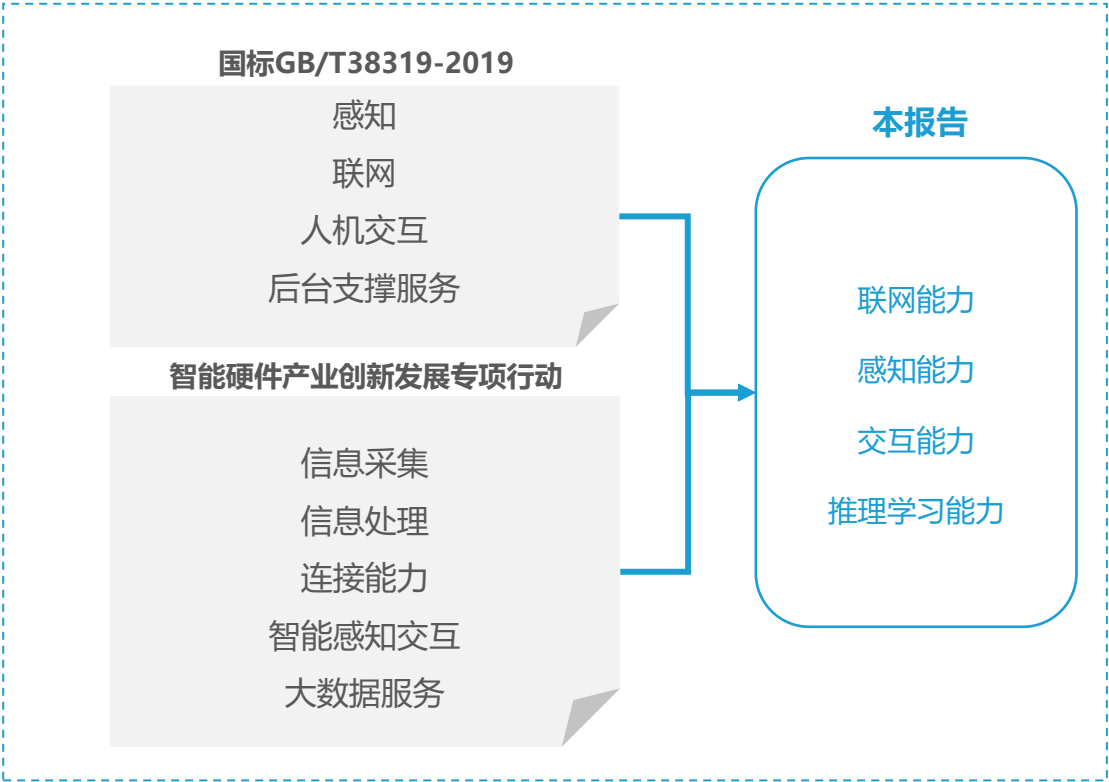 国标GB/T38319-2019
感知
联网
人机交互
后台支撑服务
智能硬件产业创新发展专项行动
信息采集
信息处理
连接能力
智能感知交互
大数据服务
本报告
联网能力
感知能力
交互能力
推理学习能力